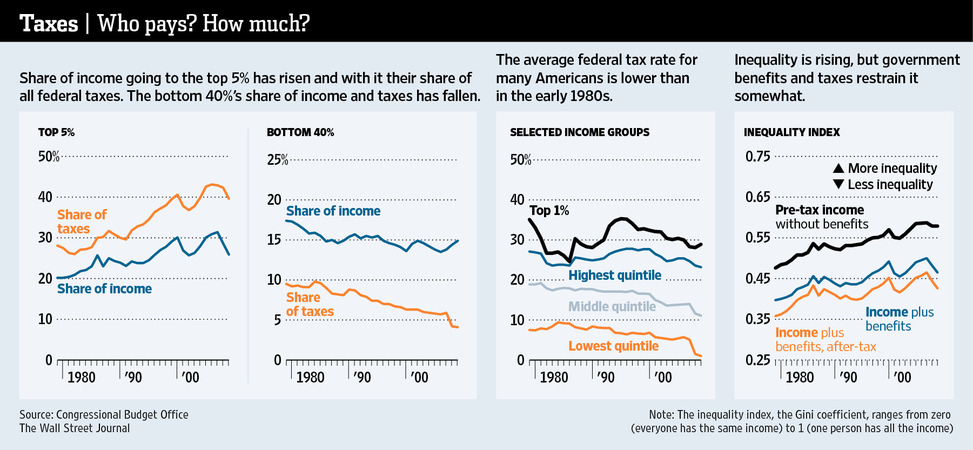 Taxes | Who pays? How much?
Share of income going to the top 5% has risen and with it their share of
all federal taxes. The bottom 40%'s share of income and taxes has fallen.
TOP 5%
50%
40
30
20
10
0
Share of
taxes
Share of income
1980
'90
'00
BOTTOM 40%
25%
20
15
10
5
0
Share of income
Share
of taxes
1980
'90
'00
The average federal tax rate for
many Americans is lower than
in the early 1980s.
SELECTED INCOME GROUPS
50%
40
30
20
10
0
Top 1%
Highest quintile
Middle quintile
Lowest quintile
1980
'90
'00
Inequality is rising, but government
benefits and taxes restrain it
somewhat.
INEQUALITY INDEX
0.75
0.65
0.55
0.45
0.35
0.25
▲ More inequality
▼ Less inequality
Pre-tax income
without benefits
Income plus
benefits
Income plus
benefits, after-tax
1980
'90
'00
Source: Congressional Budget Office
The Wall Street Journal
Note: The inequality index, the Gini coefficient, ranges from zero
(everyone has the same income) to 1 (one person has all the income)